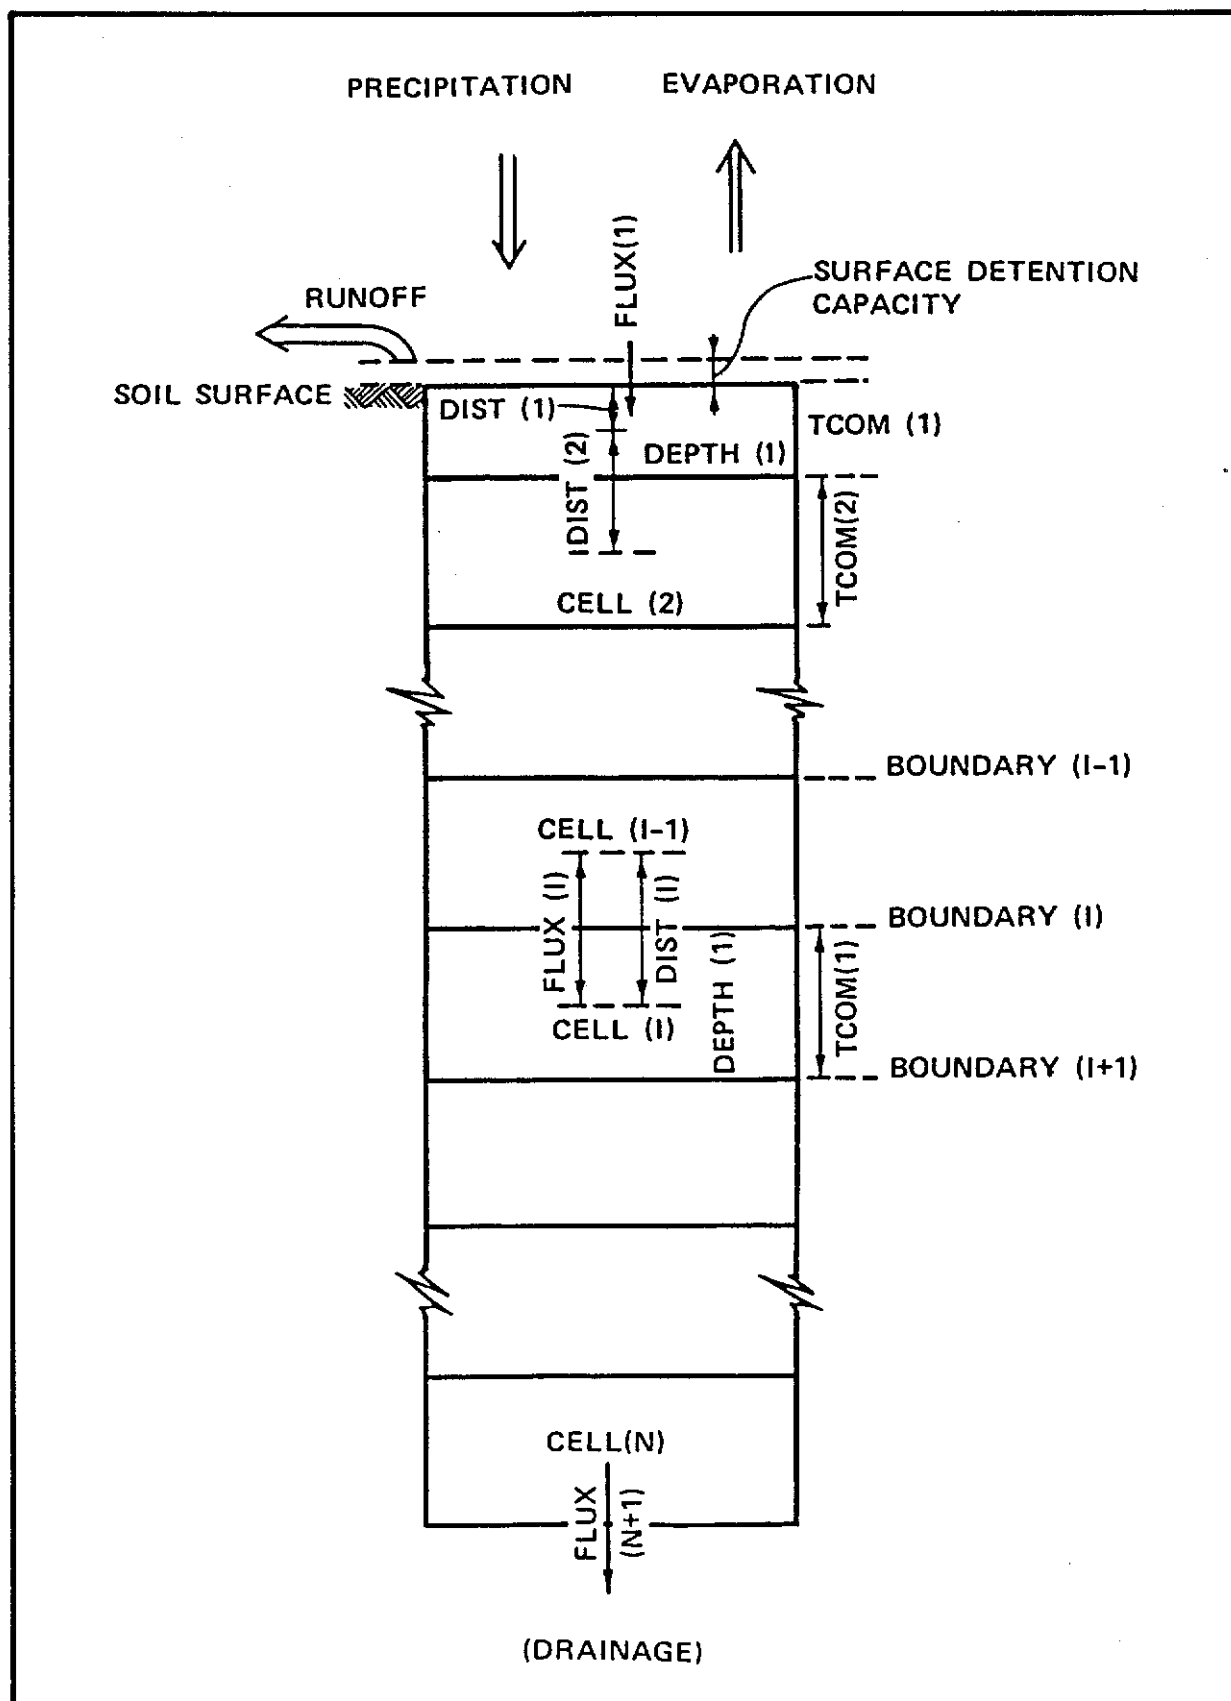 PRECIPITATION EVAPORATION
FLUX(1)
SURFACE DETENTION
CAPACITY
RUNOFF
SOIL SURFACE
DIST (1)
TCOM (1)
DIST (2)
DEPTH (1)
TCOM(2)
CELL (2)
BOUNDARY (I-1)
CELL (I-1)
FLUX (I)
DIST (I)
BOUNDARY (I)
DEPTH (1)
TCOM(1)
CELL (I)
BOUNDARY (I+1)
CELL(N)
FLUX
(N+1)
(DRAINAGE)